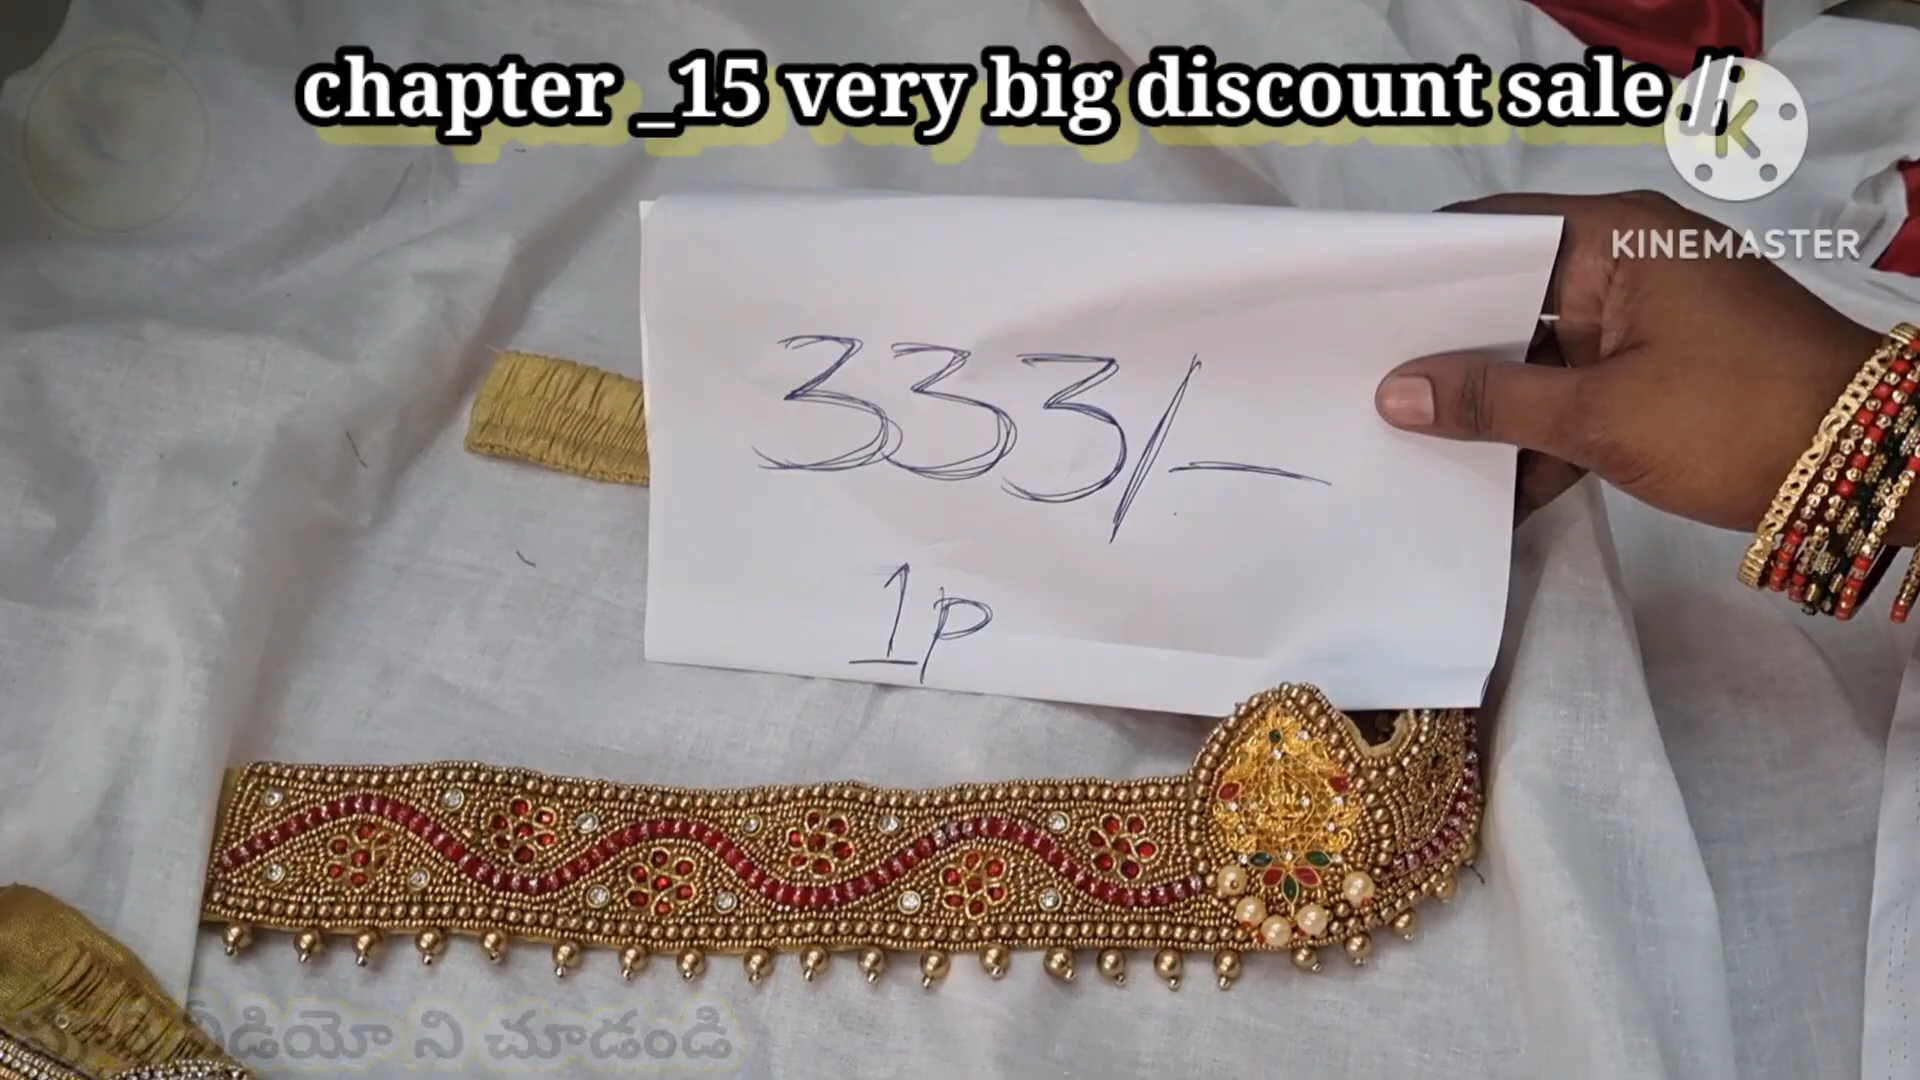 chapter _15 very big discount sale //
KINEMASTER
333/-
1p
వీడియో ని చూడండి